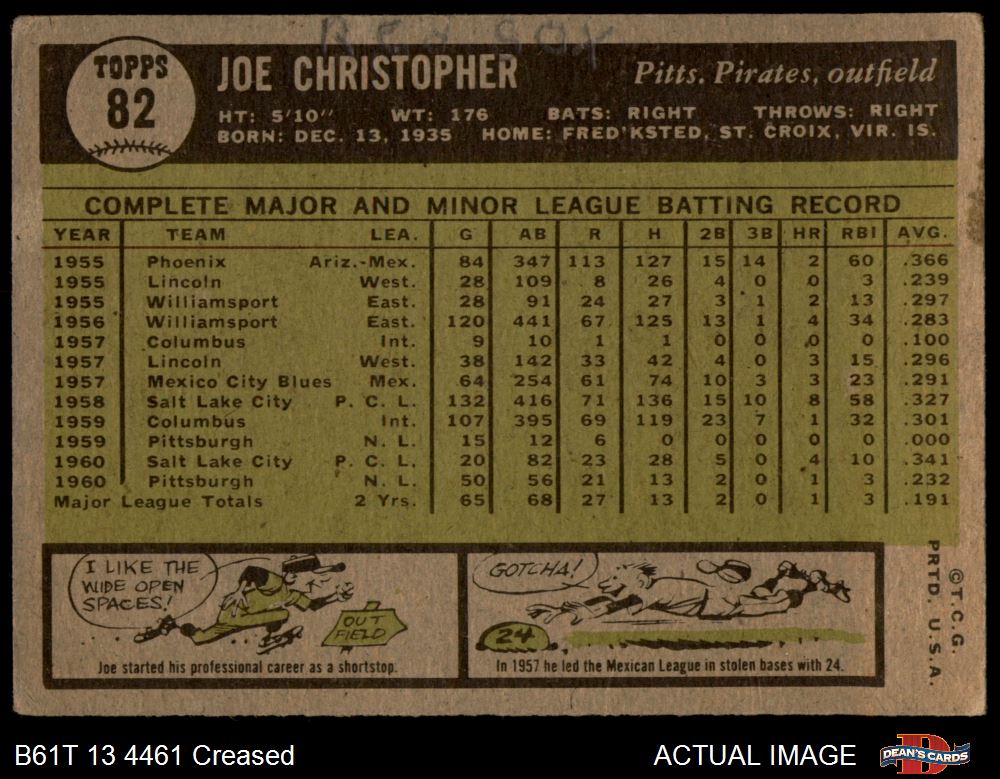 RED SOX
TOPPS
82
JOE CHRISTOPHER
Pitts. Pirates, outfield
HT: 5'10" WT: 176 BATS: RIGHT THROWS: RIGHT
BORN: DEC. 13, 1935 HOME: FRED'KSTED, ST. CROIX, VIR. IS.
COMPLETE MAJOR AND MINOR LEAGUE BATTING RECORD
YEAR TEAM LEA. G AB R H 2B 3B HR RBI AVG.
1955 Phoenix Ariz.-Mex. 84 347 113 127 15 14 2 60 .366
1955 Lincoln West. 28 109 8 26 4 0 0 3 .239
1955 Williamsport East. 28 91 24 27 3 1 2 13 .297
1956 Williamsport East. 120 441 67 125 13 1 4 34 .283
1957 Columbus Int. 9 10 1 1 0 0 0 0 .100
1957 Lincoln West. 38 142 33 42 4 0 3 15 .296
1957 Mexico City Blues Mex. 64 254 61 74 10 3 3 23 .291
1958 Salt Lake City P. C. L. 132 416 71 136 15 10 8 58 .327
1959 Columbus Int. 107 395 69 119 23 7 1 32 .301
1959 Pittsburgh N. L. 15 12 6 0 0 0 0 0 .000
1960 Salt Lake City P. C. L. 20 82 23 28 5 0 4 10 .341
1960 Pittsburgh N. L. 50 56 21 13 2 0 1 3 .232
Major League Totals 2 Yrs. 65 68 27 13 2 0 1 3 .191
I LIKE THE
WIDE OPEN
SPACES!
OUT
FIELD
Joe started his professional career as a shortstop.
GOTCHA!
24
In 1957 he led the Mexican League in stolen bases with 24.
©T.C.G.
PRTD. U.S.A.
B61T 13 4461 Creased
ACTUAL IMAGE
DEAN'S CARDS